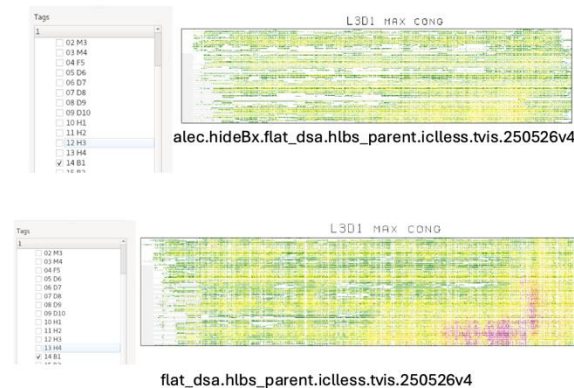 Tags
1
02 M3
03 M4
04 F5
05 D6
06 D7
07 D8
08 D9
09 D10
10 H1
11 H2
12 H3
13 H4
14 B1
L3D1 MAX CONG
alec.hideBx.flat_dsa.hlbs_parent.iclless.tvis.250526v4
Tags
1
02 M3
03 M4
04 F5
05 D6
06 D7
07 D8
08 D9
09 D10
10 H1
11 H2
12 H3
13 H4
14 B1
L3D1 MAX CONG
flat_dsa.hlbs_parent.iclless.tvis.250526v4